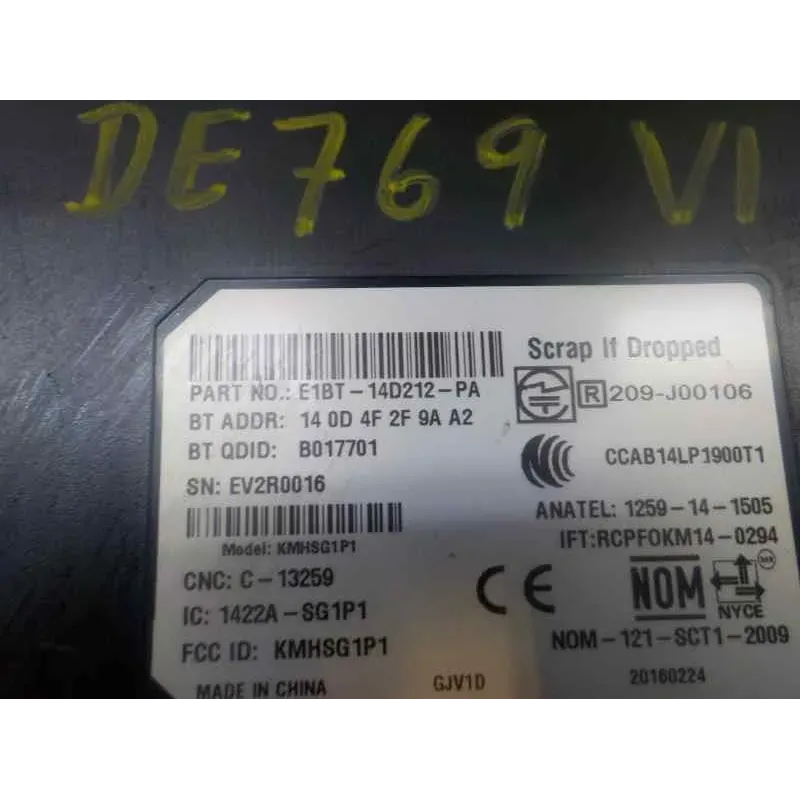 DE769 VI
PART NO.: E1BT-14D212-PA
BT ADDR: 14 0D 4F 2F 9A A2
BT QDID: B017701
SN: EV2R0016
Model: KMHSG1P1
CNC: C-13259
IC: 1422A-SG1P1
FCC ID: KMHSG1P1
MADE IN CHINA
GJV1D
Scrap If Dropped
R 209-J00106
CCAB14LP1900T1
ANATEL: 1259-14-1505
IFT:RCPFOKM14-0294
CE
NOM
NYCE
NOM-121-SCT1-2009
20160224